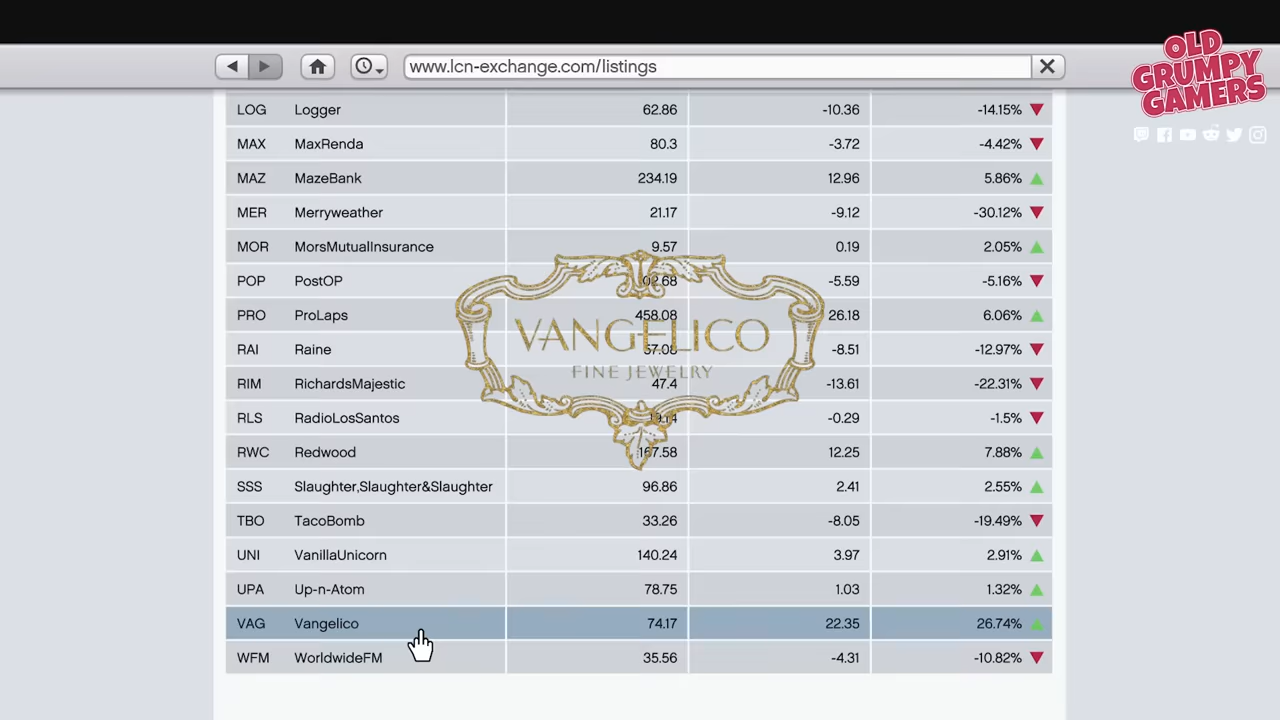 OLD
GRUMPY
GAMERS
www.lcn-exchange.com/listings
LOG Logger 62.86 -10.36 -14.15%
MAX MaxRenda 80.3 -3.72 -4.42%
MAZ MazeBank 234.19 12.96 5.86%
MER Merryweather 21.17 -9.12 -30.12%
MOR MorsMutualInsurance 9.57 0.19 2.05%
POP PostOP -5.59 -5.16%
PRO ProLaps 458.08 26.18 6.06%
VANGELICO
RAI Raine -8.51 -12.97%
FINE JEWELRY
RIM RichardsMajestic 47.4 -13.61 -22.31%
RLS RadioLosSantos -0.29 -1.5%
RWC Redwood 167.58 12.25 7.88%
SSS Slaughter,Slaughter&Slaughter 96.86 2.41 2.55%
TBO TacoBomb 33.26 -8.05 -19.49%
UNI VanillaUnicorn 140.24 3.97 2.91%
UPA Up-n-Atom 78.75 1.03 1.32%
VAG Vangelico 74.17 22.35 26.74%
WFM WorldwideFM 35.56 -4.31 -10.82%